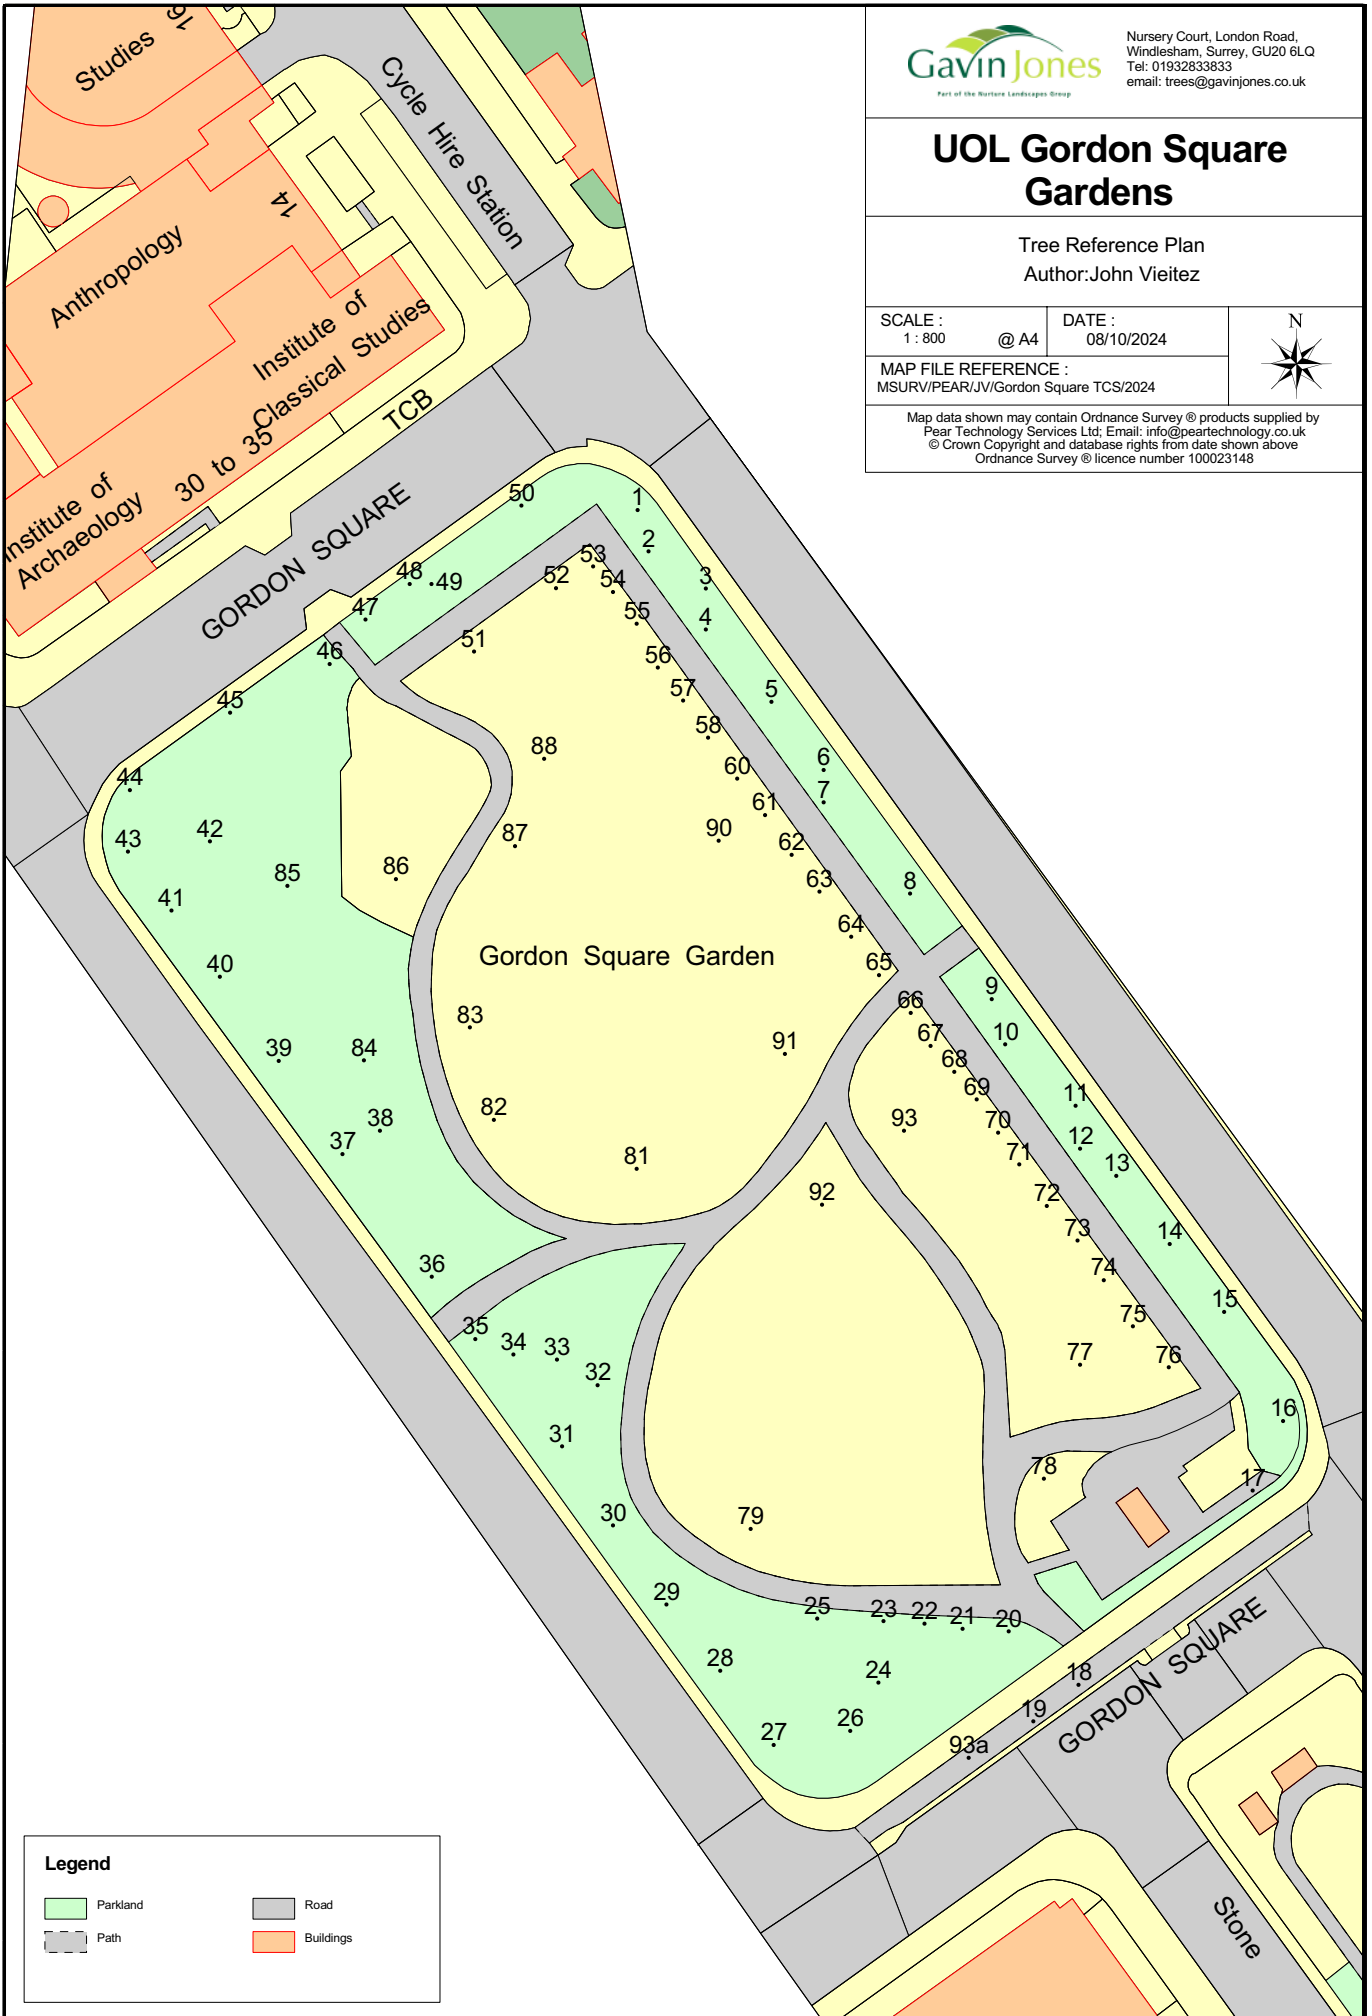 Gavin Jones
Part of the Nurture Landscapes Group
Nursery Court, London Road,
Windlesham, Surrey, GU20 6LQ
Tel: 01932833833
email: trees@gavinjones.co.uk
UOL Gordon Square
Gardens
Tree Reference Plan
Author:John Vieitez
SCALE :
1 : 800 @ A4
DATE :
08/10/2024
N
MAP FILE REFERENCE :
MSURV/PEAR/JV/Gordon Square TCS/2024
Map data shown may contain Ordnance Survey ® products supplied by
Pear Technology Services Ltd; Email: info@peartechnology.co.uk
© Crown Copyright and database rights from date shown above
Ordnance Survey ® licence number 100023148
16
Studies
Cycle Hire Station
14
Anthropology
Institute of
Classical Studies
TCB
30 to 35
Institute of
Archaeology
GORDON SQUARE
50
1
2
53
3
48
49
52
54
47
55
4
51
46
56
57
5
45
58
88
6
60
44
7
61
90
87
62
42
43
86
85
63
8
41
64
Gordon Square Garden
65
40
9
66
83
10
67
91
39
84
68
69
11
82
93
70
38
12
37
71
13
81
72
92
73
14
36
74
15
75
35
34
33
77
76
32
16
31
78
17
30
79
29
25
23
22
21
20
28
24
18
26
19
27
93a
GORDON SQUARE
Stone
Legend
Parkland
Road
Path
Buildings